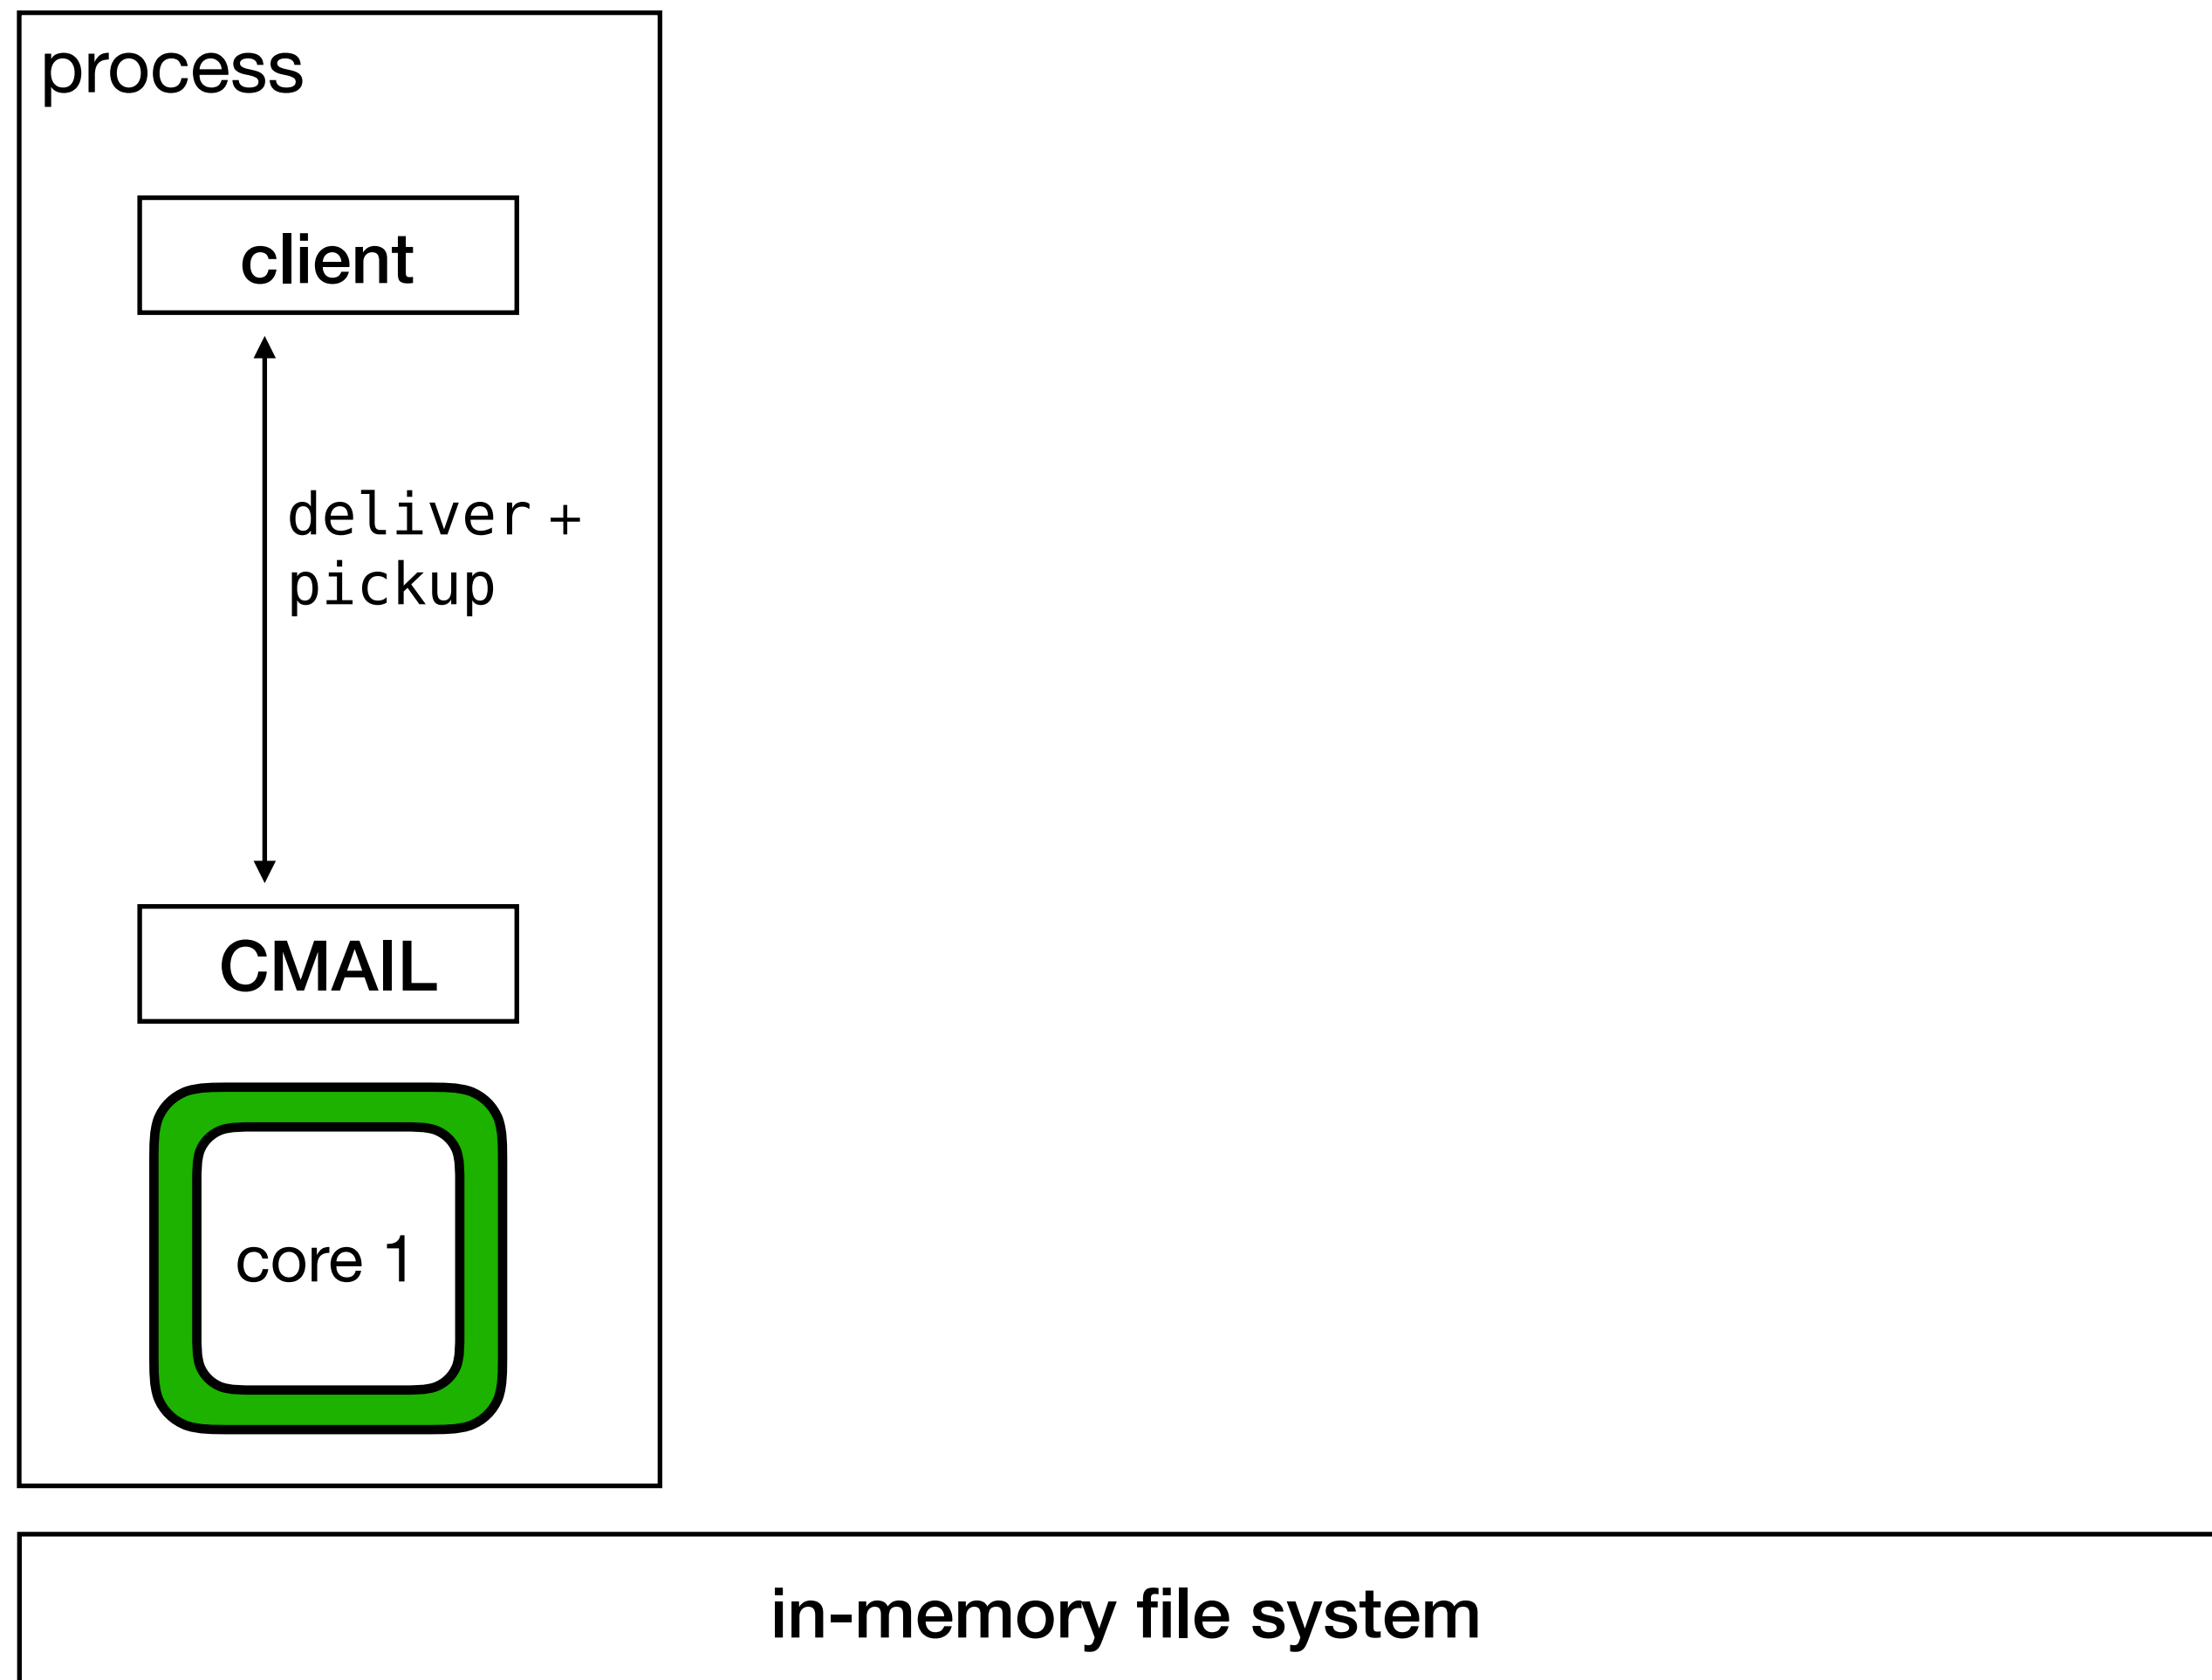 process
client
deliver +
pickup
CMAIL
core 1
in-memory file system